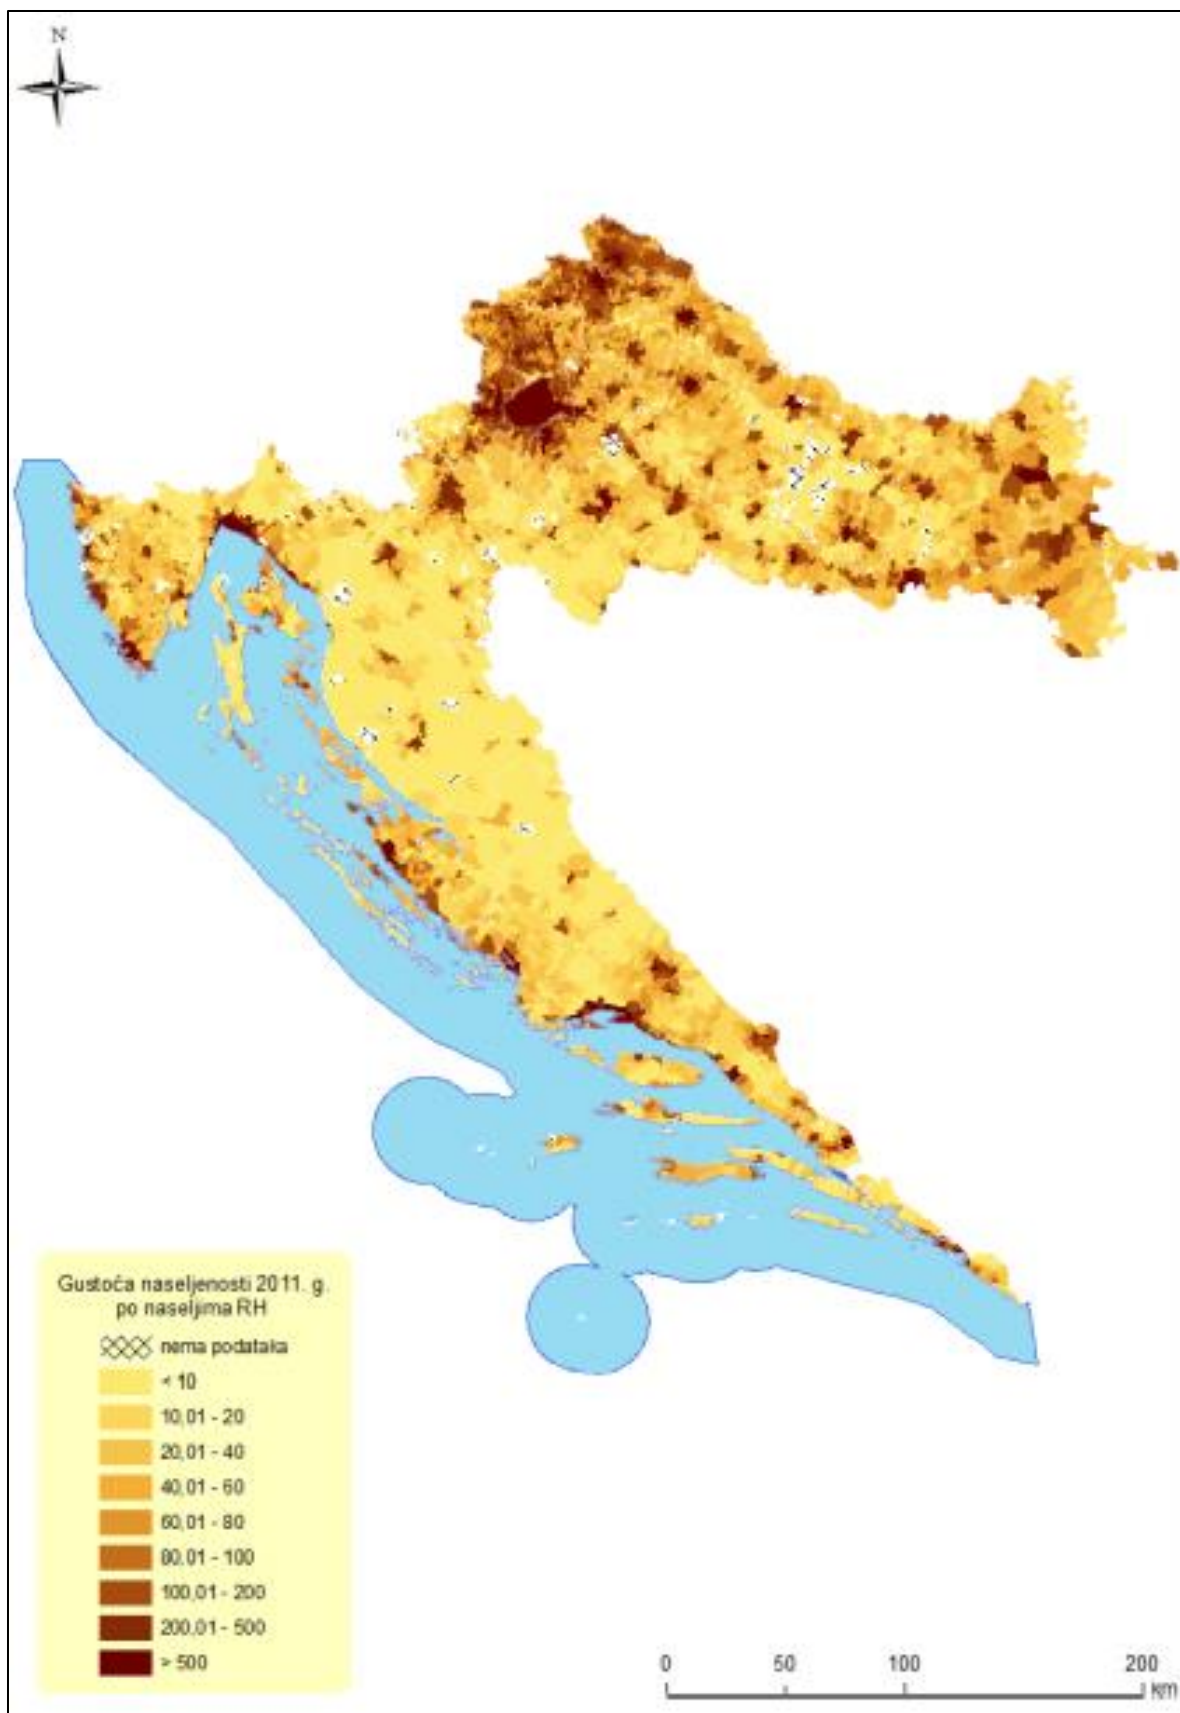 N
Gustoća naseljenosti 2011. g.
po naseljima RH
nema podataka
< 10
10,01 - 20
20,01 - 40
40,01 - 60
60,01 - 80
80,01 - 100
100,01 - 200
200,01 - 500
> 500
0 50 100 200
km